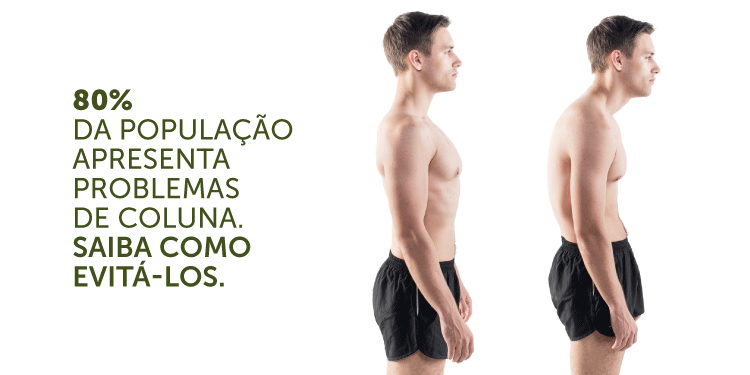 80%
DA POPULAÇÃO
APRESENTA
PROBLEMAS
DE COLUNA.
SAIBA COMO
EVITÁ-LOS.